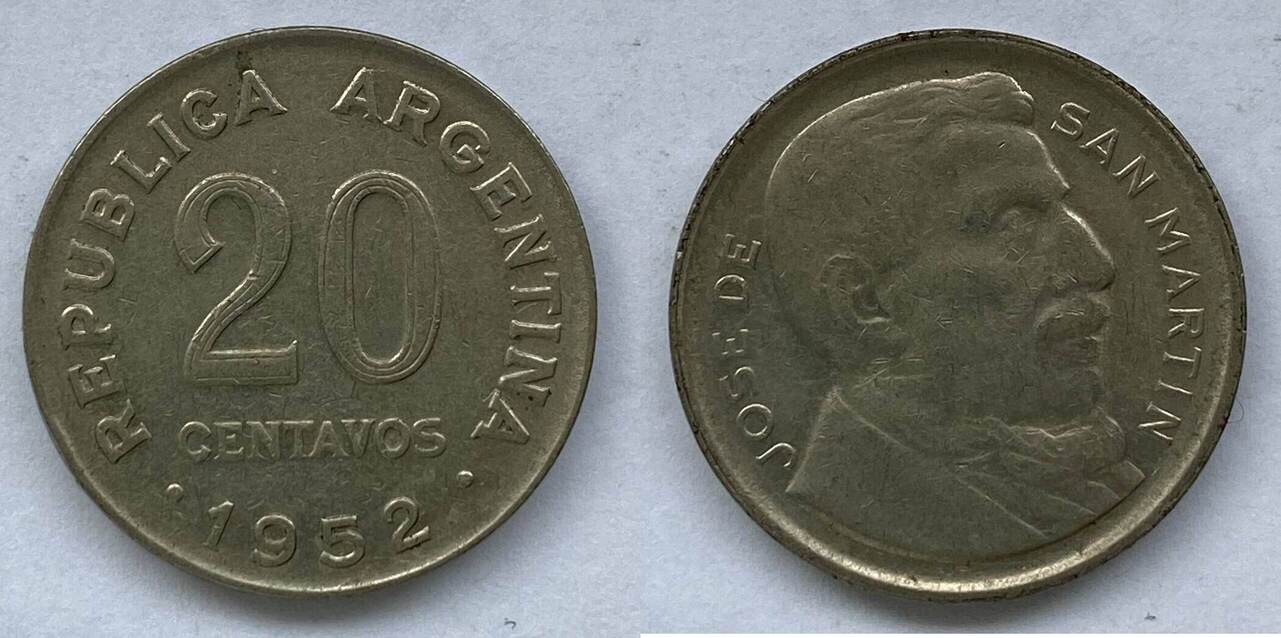 REPUBLICA ARGENTINA
20
CENTAVOS
• 1952 •
JOSE DE SAN MARTIN